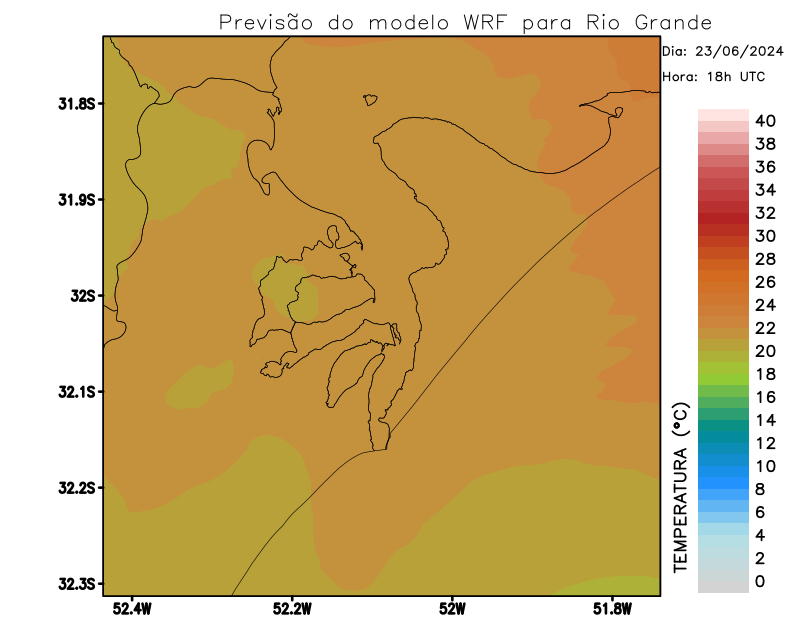 Previsão do modelo WRF para Rio Grande
Dia: 23/06/2024
Hora: 18h UTC
31.8S
31.9S
32S
32.1S
32.2S
32.3S
52.4W
52.2W
52W
51.8W
TEMPERATURA (°C)
40
38
36
34
32
30
28
26
24
22
20
18
16
14
12
10
8
6
4
2
0